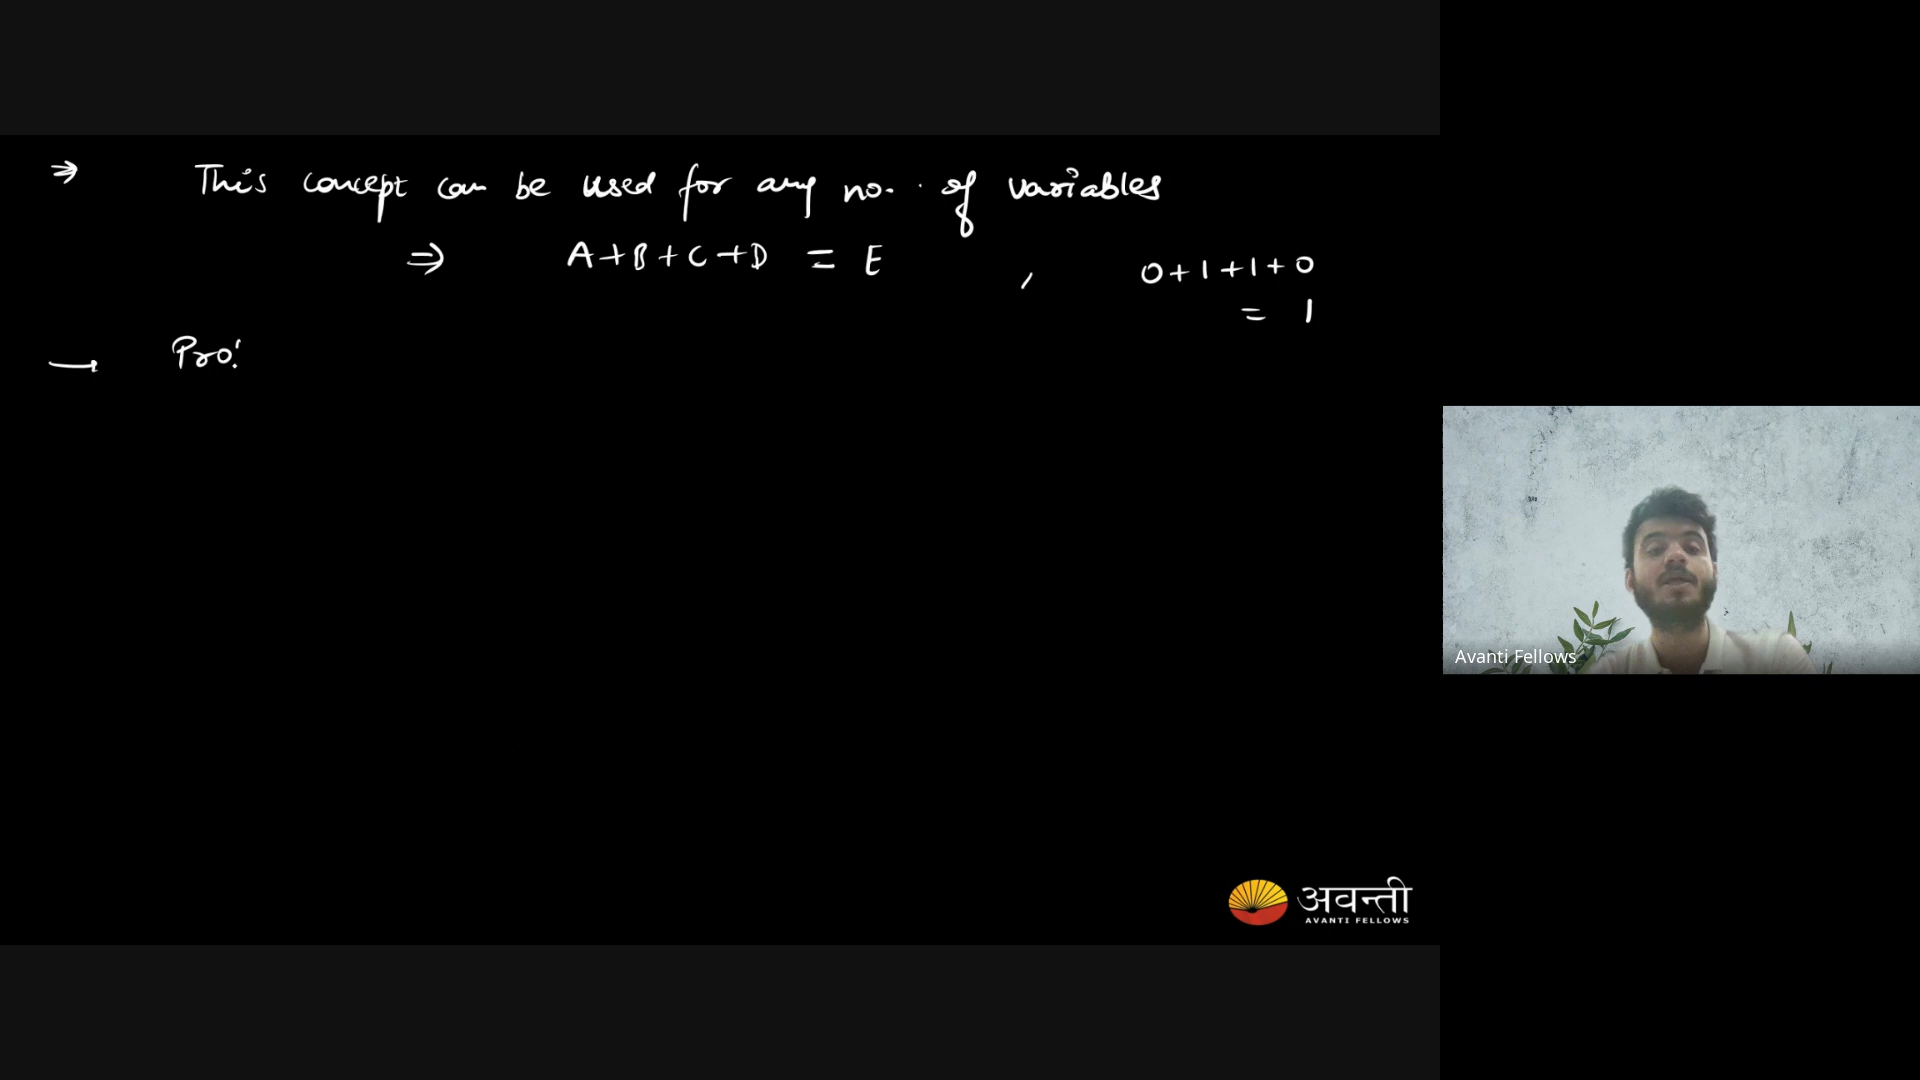 ⇒ This concept can be used for any no. of variables
⇒ A+B+C+D = E , 0+1+1+0
= 1
→ Pro:
Avanti Fellows
अवन्ती
AVANTI FELLOWS